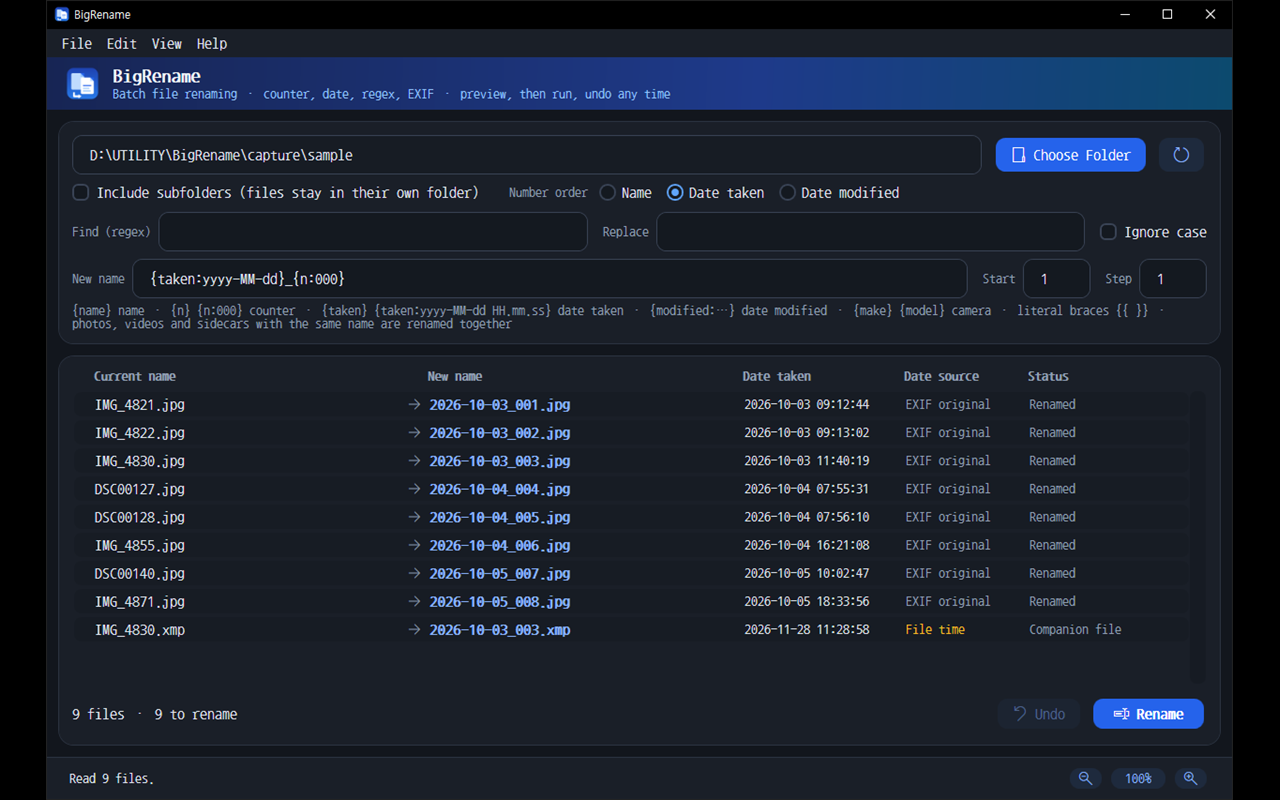 BigRename
File Edit View Help
BigRename
Batch file renaming · counter, date, regex, EXIF · preview, then run, undo any time
D:\UTILITY\BigRename\capture\sample
Choose Folder
Include subfolders (files stay in their own folder) Number order Name Date taken Date modified
Find (regex) Replace Ignore case
New name {taken:yyyy-MM-dd}_{n:000} Start 1 Step 1
{name} name · {n} {n:000} counter · {taken} {taken:yyyy-MM-dd HH.mm.ss} date taken · {modified:…} date modified · {make} {model} camera · literal braces {{ }} ·
photos, videos and sidecars with the same name are renamed together
Current name New name Date taken Date source Status
IMG_4821.jpg → 2026-10-03_001.jpg 2026-10-03 09:12:44 EXIF original Renamed
IMG_4822.jpg → 2026-10-03_002.jpg 2026-10-03 09:13:02 EXIF original Renamed
IMG_4830.jpg → 2026-10-03_003.jpg 2026-10-03 11:40:19 EXIF original Renamed
DSC00127.jpg → 2026-10-04_004.jpg 2026-10-04 07:55:31 EXIF original Renamed
DSC00128.jpg → 2026-10-04_005.jpg 2026-10-04 07:56:10 EXIF original Renamed
IMG_4855.jpg → 2026-10-04_006.jpg 2026-10-04 16:21:08 EXIF original Renamed
DSC00140.jpg → 2026-10-05_007.jpg 2026-10-05 10:02:47 EXIF original Renamed
IMG_4871.jpg → 2026-10-05_008.jpg 2026-10-05 18:33:56 EXIF original Renamed
IMG_4830.xmp → 2026-10-03_003.xmp 2026-11-28 11:28:58 File time Companion file
9 files · 9 to rename Undo Rename
Read 9 files. 100%